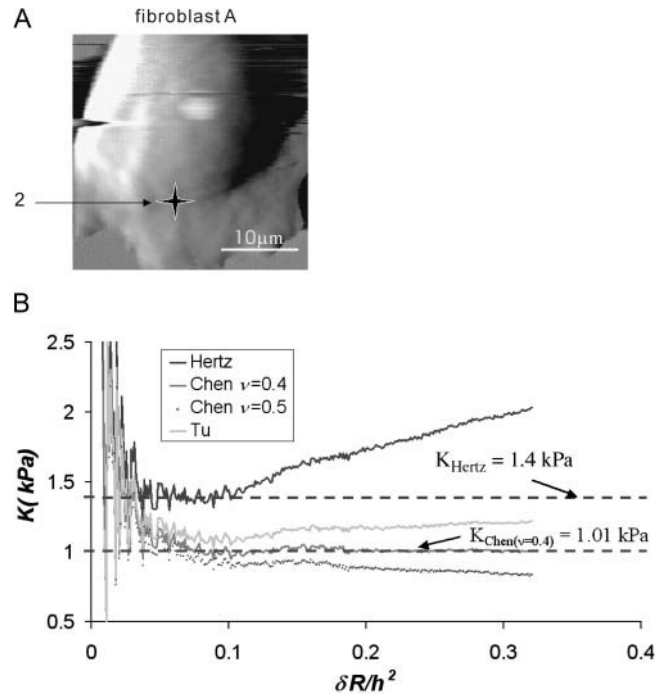 A
fibroblast A
2
10μm
B
2.5
2
1.5
1
0.5
K( kPa)
Hertz
Chen ν=0.4
Chen ν=0.5
Tu
K_Hertz = 1.4 kPa
K_Chen(ν=0.4) = 1.01 kPa
0
0.1
0.2
0.3
0.4
δR/h²